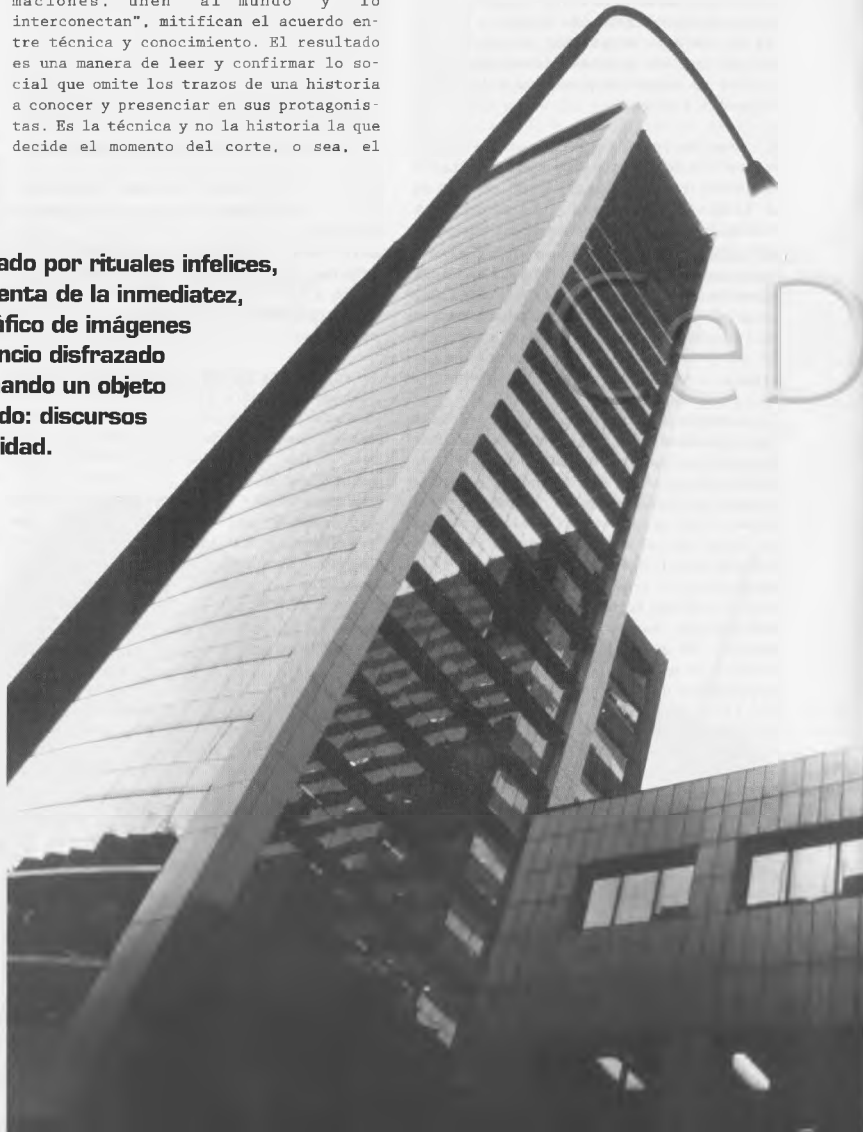 maciones, unen al mundo y lo
interconectan", mitifican el acuerdo en-
tre técnica y conocimiento. El resultado
es una manera de leer y confirmar lo so-
cial que omite los trazos de una historia
a conocer y presenciar en sus protagonis-
tas. Es la técnica y no la historia la que
decide el momento del corte, o sea, el
ado por rituales infelices,
enta de la inmediatez,
áfico de imágenes
ncio disfrazado
ando un objeto
do: discursos
idad.
CeD